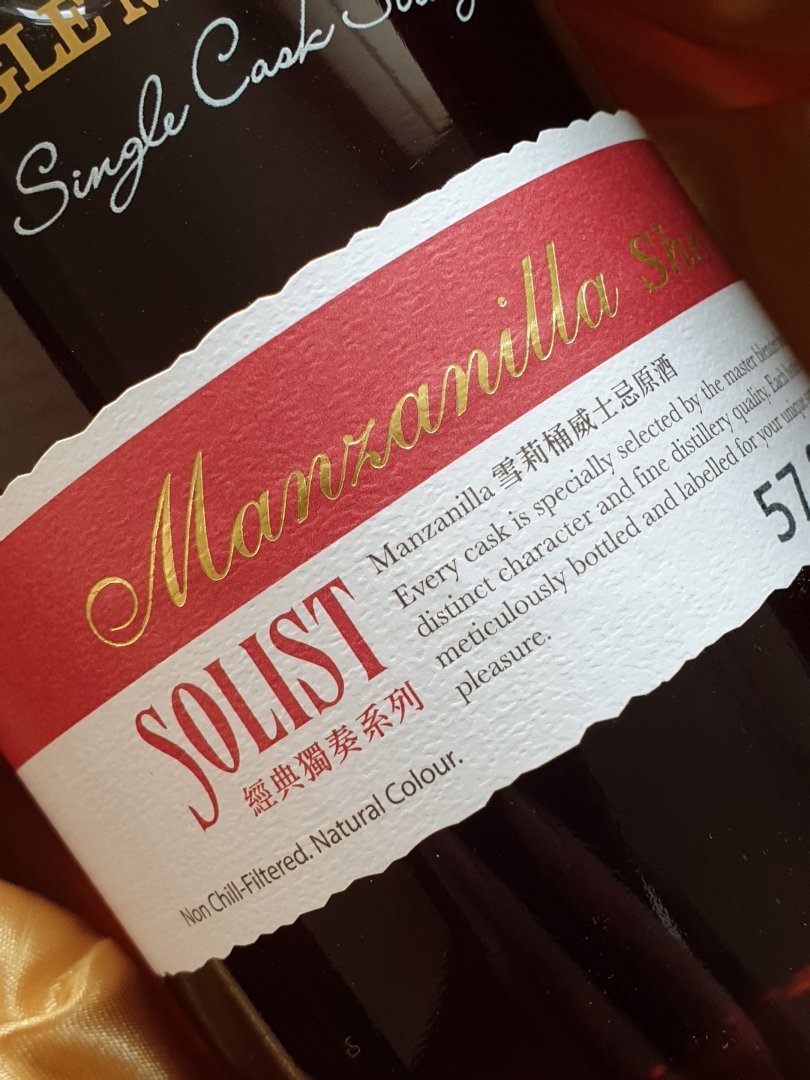 Single Cask
Manzanilla
Manzanilla 雪莉桶威士忌原酒
Every cask is specially selected by the master
distinct character and fine distillery quality. Each
meticulously bottled and labelled for your unique
pleasure.
57
SOLIST
經典獨奏系列
Non Chill-Filtered. Natural Colour.